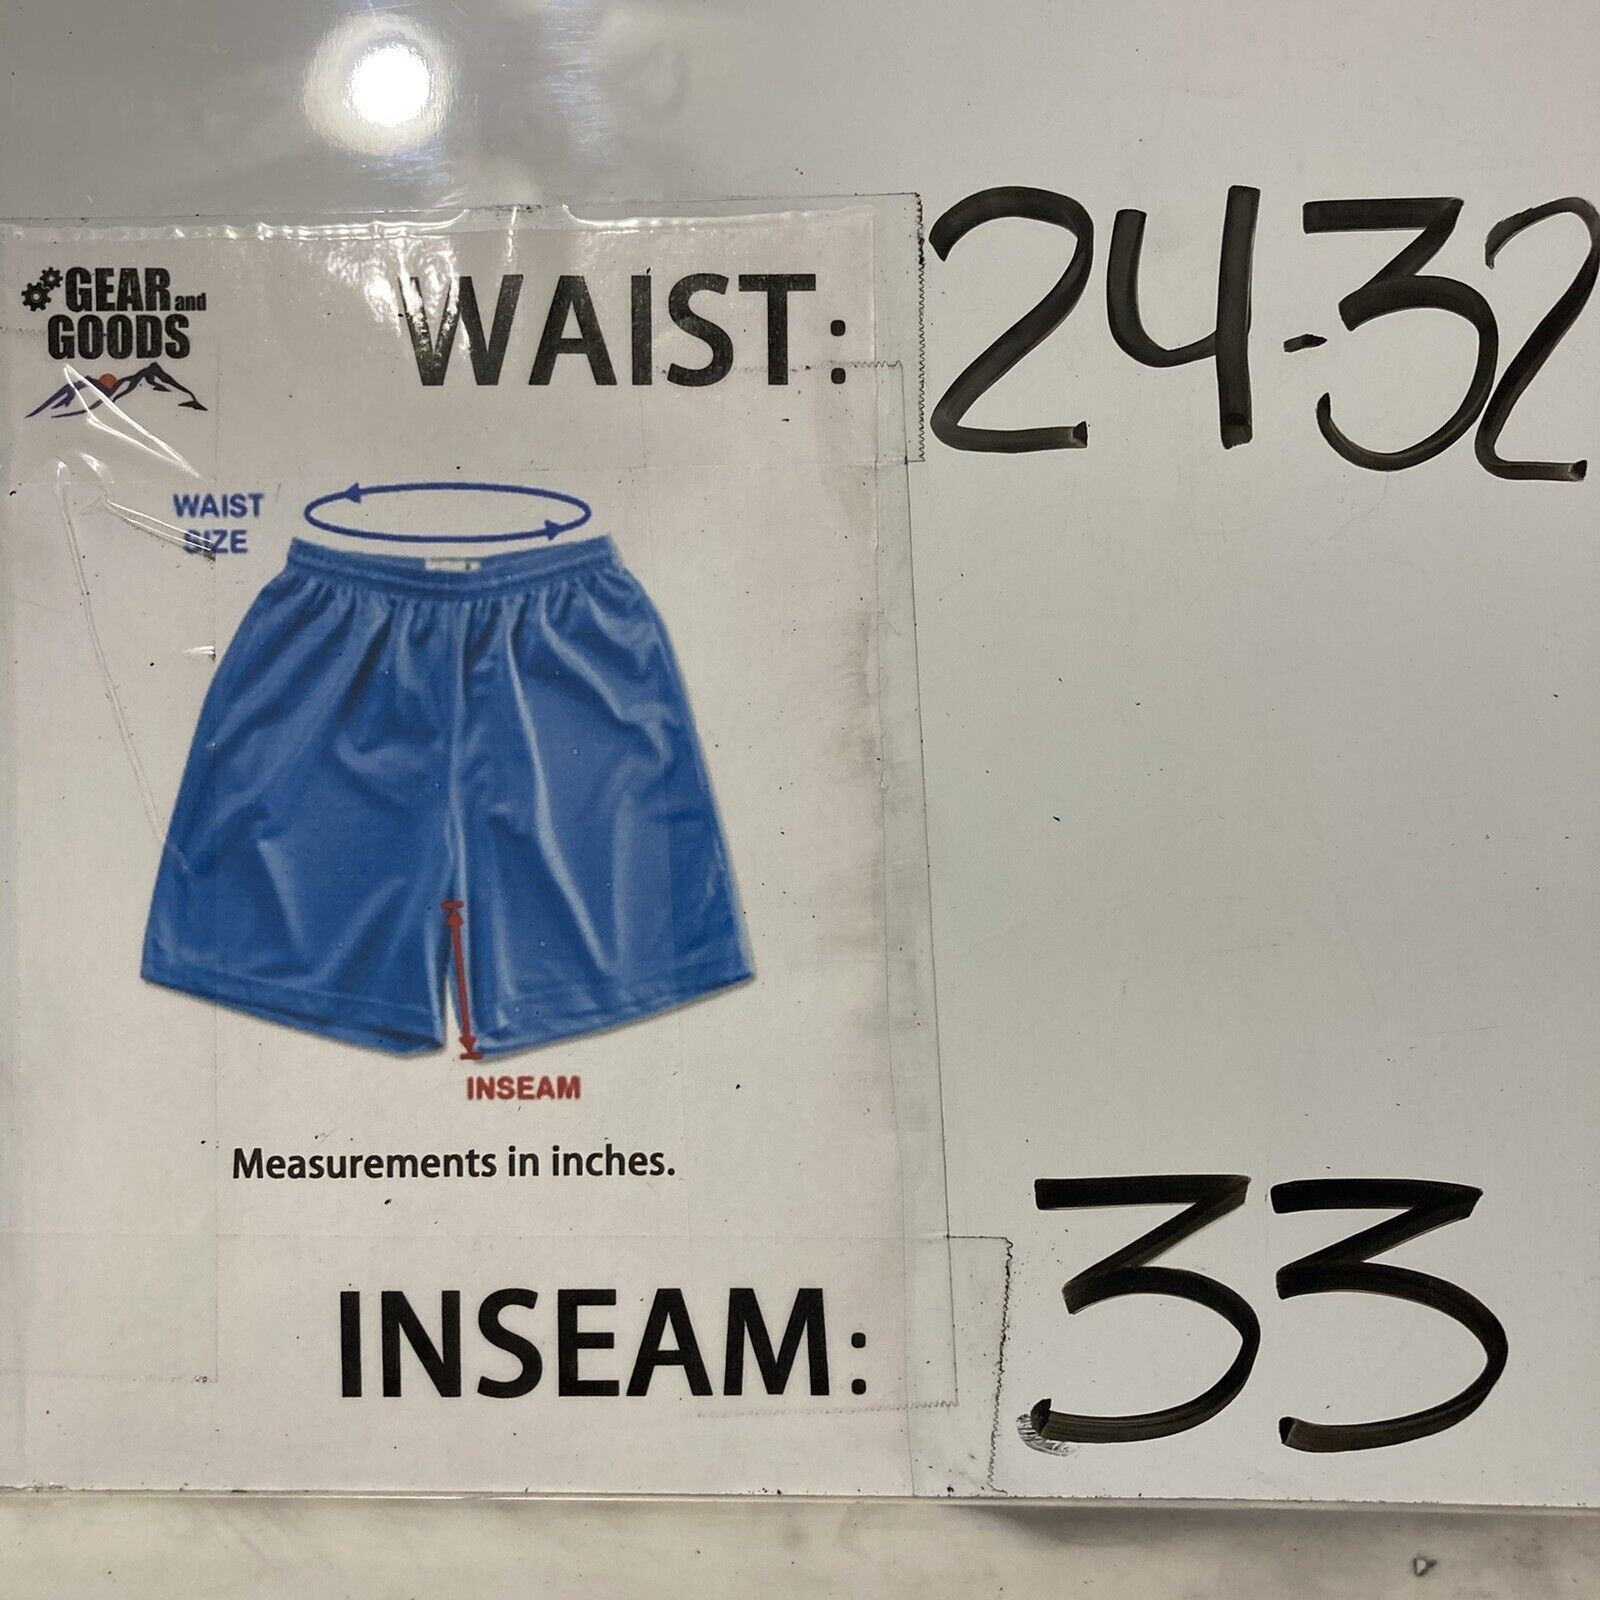 GEAR and
GOODS
WAIST: 24-32
WAIST
SIZE
INSEAM
Measurements in inches.
INSEAM: 33